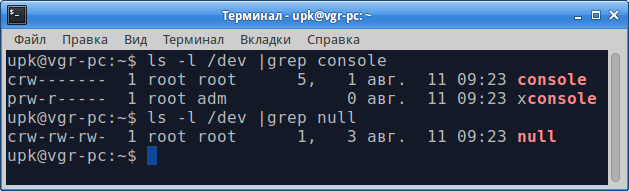 Терминал - upk@vgr-pc: ~
Файл Правка Вид Терминал Вкладки Справка
upk@vgr-pc:~$ ls -l /dev |grep console
crw------- 1 root root 5, 1 авг. 11 09:23 console
prw-r----- 1 root adm 0 авг. 11 09:23 xconsole
upk@vgr-pc:~$ ls -l /dev |grep null
crw-rw-rw- 1 root root 1, 3 авг. 11 09:23 null
upk@vgr-pc:~$